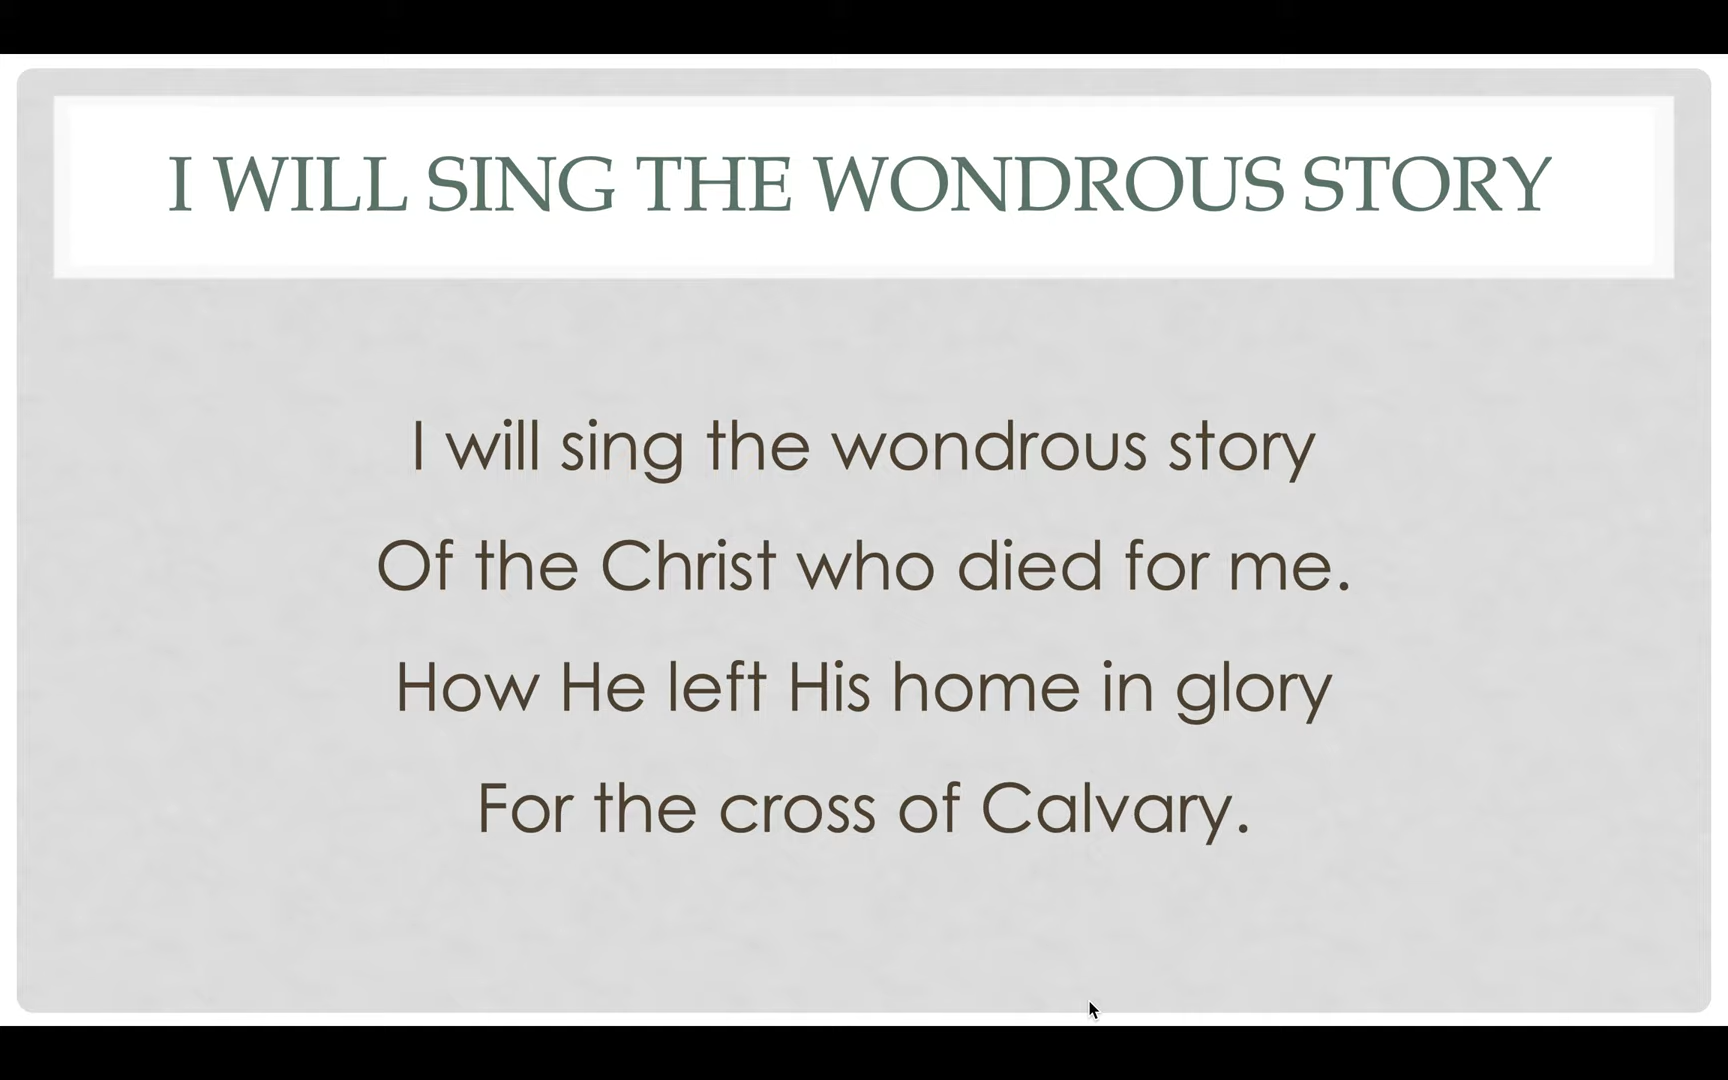 I WILL SING THE WONDROUS STORY
I will sing the wondrous story
Of the Christ who died for me.
How He left His home in glory
For the cross of Calvary.